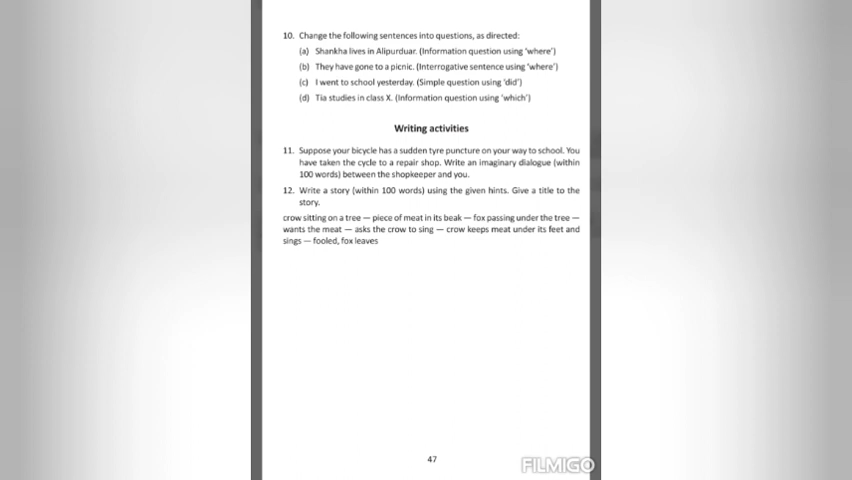 10. Change the following sentences into questions, as directed:
(a) Shankha lives in Alipurduar. (Information question using 'where')
(b) They have gone to a picnic. (Interrogative sentence using 'where')
(c) I went to school yesterday. (Simple question using 'did')
(d) Tia studies in class X. (Information question using 'which')
Writing activities
11. Suppose your bicycle has a sudden tyre puncture on your way to school. You
have taken the cycle to a repair shop. Write an imaginary dialogue (within
100 words) between the shopkeeper and you.
12. Write a story (within 100 words) using the given hints. Give a title to the
story.
crow sitting on a tree — piece of meat in its beak — fox passing under the tree —
wants the meat — asks the crow to sing — crow keeps meat under its feet and
sings — fooled, fox leaves
47
FILMIGO